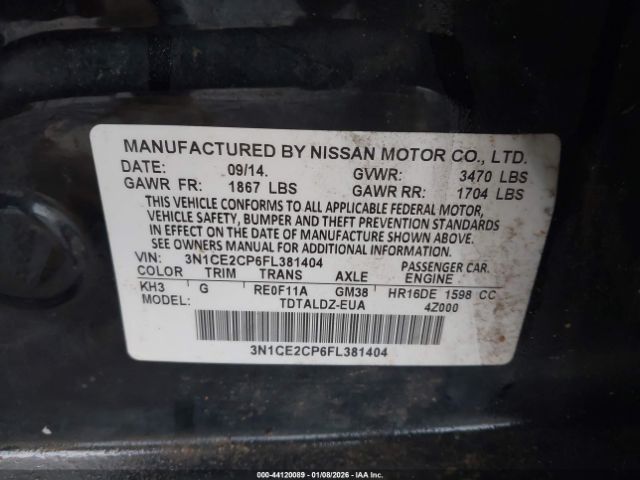 MANUFACTURED BY NISSAN MOTOR CO., LTD.
DATE: 09/14. GVWR: 3470 LBS
GAWR FR: 1867 LBS GAWR RR: 1704 LBS
THIS VEHICLE CONFORMS TO ALL APPLICABLE FEDERAL MOTOR,
VEHICLE SAFETY, BUMPER AND THEFT PREVENTION STANDARDS
IN EFFECT ON THE DATE OF MANUFACTURE SHOWN ABOVE.
SEE OWNERS MANUAL FOR ADDITIONAL INFORMATION.
VIN: 3N1CE2CP6FL381404 PASSENGER CAR.
COLOR TRIM TRANS AXLE ENGINE
KH3 G RE0F11A GM38 HR16DE 1598 CC
MODEL: TDTALDZ-EUA 4Z000
3N1CE2CP6FL381404
000-44120089 - 01/08/2026 - IAA Inc.